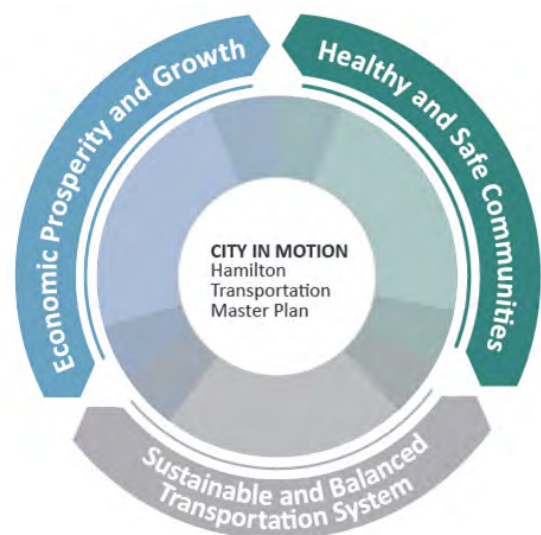 Economic Prosperity and Growth
Healthy and Safe Communities
CITY IN MOTION
Hamilton
Transportation
Master Plan
Sustainable and Balanced
Transportation System